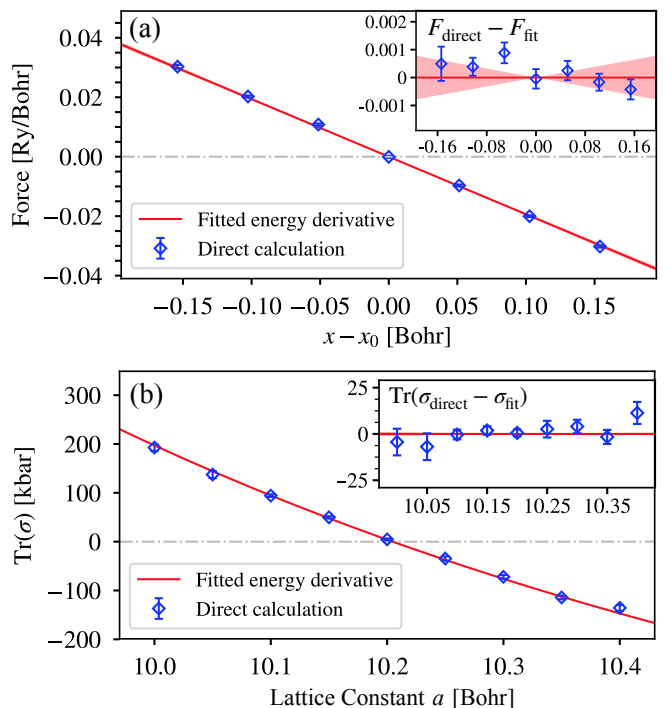 (a)
F_direct − F_fit
0.001
0.000
-0.001
-0.16 -0.08 0.00 0.08 0.16
Force [Ry/Bohr]
0.04
0.02
0.00
−0.02
−0.04
Fitted energy derivative
Direct calculation
−0.15 −0.10 −0.05 0.00 0.05 0.10 0.15
x − x₀ [Bohr]
(b)
Tr(σ_direct − σ_fit)
25
0
-25
10.05 10.15 10.25 10.35
Tr(σ) [kbar]
300
200
100
0
−100
−200
Fitted energy derivative
Direct calculation
10.0 10.1 10.2 10.3 10.4
Lattice Constant a [Bohr]